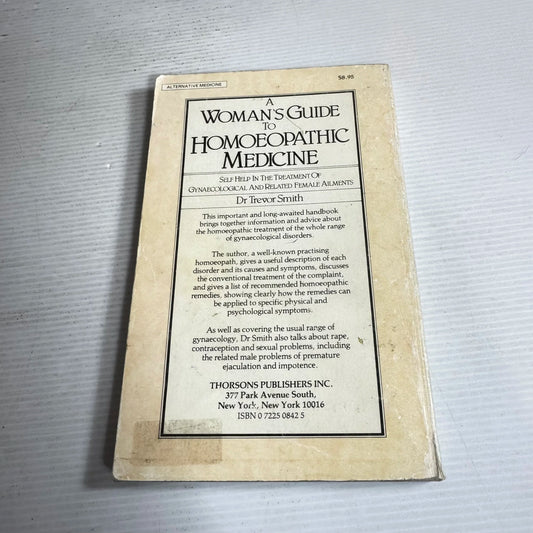 ALTERNATIVE MEDICINE
$8.95
A
WOMAN'S GUIDE
TO
HOMOEOPATHIC
MEDICINE
SELF HELP IN THE TREATMENT OF
GYNAECOLOGICAL AND RELATED FEMALE AILMENTS
Dr Trevor Smith
This important and long-awaited handbook
brings together information and advice about
the homoeopathic treatment of the whole range
of gynaecological disorders.
The author, a well-known practising
homoeopath, gives a useful description of each
disorder and its causes and symptoms, discusses
the conventional treatment of the complaint,
and gives a list of recommended homoeopathic
remedies, showing clearly how the remedies can
be applied to specific physical and
psychological symptoms.
As well as covering the usual range of
gynaecology, Dr Smith also talks about rape,
contraception and sexual problems, including
the related male problems of premature
ejaculation and impotence.
THORSONS PUBLISHERS INC.
377 Park Avenue South,
New York, New York 10016
ISBN 0 7225 0842 5